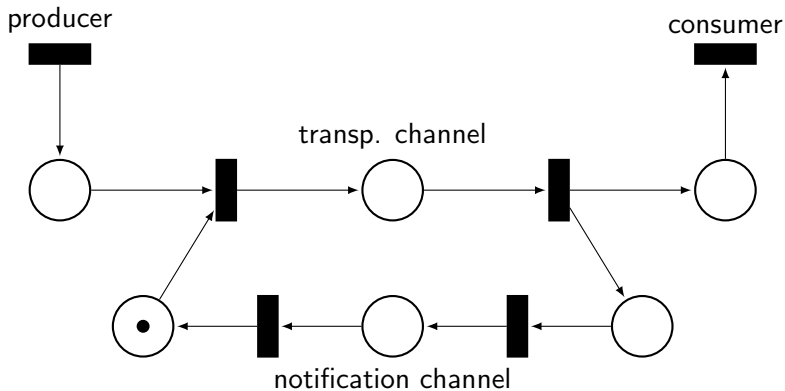 producer
consumer
transp. channel
notification channel